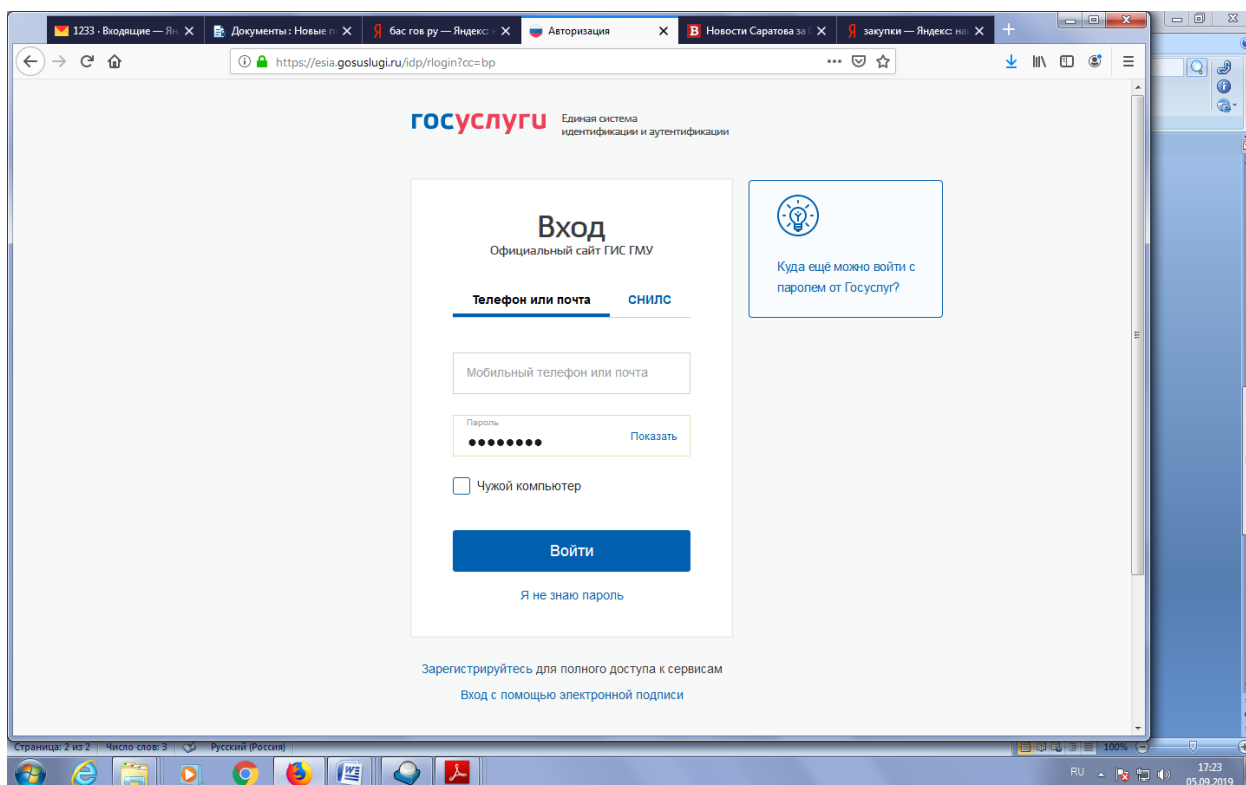 1233 · Входящие — Ян
Документы : Новые п
бас гов ру — Яндекс:
Авторизация
Новости Саратова за
закупки — Яндекс: на
https://esia.gosuslugi.ru/idp/rlogin?cc=bp
госуслуги
Единая система
идентификации и аутентификации
Вход
Официальный сайт ГИС ГМУ
Телефон или почта
СНИЛС
Мобильный телефон или почта
Пароль
Показать
Чужой компьютер
Войти
Я не знаю пароль
Куда ещё можно войти с
паролем от Госуслуг?
Зарегистрируйтесь для полного доступа к сервисам
Вход с помощью электронной подписи
Страница: 2 из 2
Число слов: 3
Русский (Россия)
100%
RU
17:23
05.09.2019